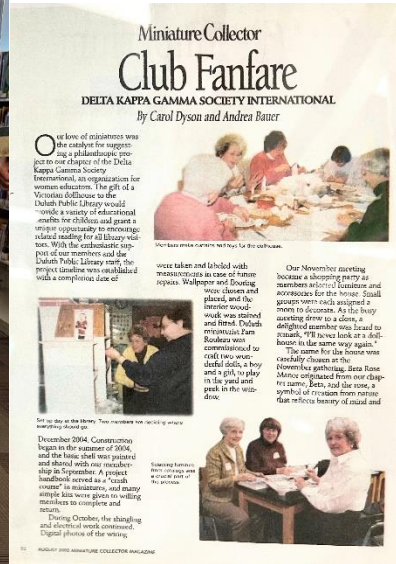 Miniature Collector
Club Fanfare
DELTA KAPPA GAMMA SOCIETY INTERNATIONAL
By Carol Dyson and Andrea Bauer
Our love of miniatures was
the catalyst for suggest-
ing a philanthropic pro-
ject to our chapter of the Delta
Kappa Gamma Society
International, an organization for
women educators. The gift of a
Victorian dollhouse to the
Duluth Public Library would
provide a variety of educational
benefits for children and grant a
unique opportunity to encourage
related reading for all library visi-
tors. With the enthusiastic sup-
port of our members and the
Duluth Public Library staff, the
project timeline was established
with a completion date of
Members make curtains and toys for the dollhouse.
Set up day at the library. Two members are deciding where
everything should go.
December 2004. Construction
began in the summer of 2004,
and the basic shell was painted
and shared with our member-
ship in September. A project
handbook served as a "crash
course" in miniatures, and many
simple kits were given to willing
members to complete and
return.
During October, the shingling
and electrical work continued.
Digital photos of the wiring
were taken and labeled with
measurements in case of future
repairs. Wallpaper and flooring
were chosen and
placed, and the
interior wood-
work was stained
and fitted. Duluth
miniaturist Pam
Rouleau was
commissioned to
craft two won-
derful dolls, a boy
and a girl, to play
in the yard and
peek in the win-
dow.
furniture
from catalogs was
a crucial part of
the process.
Our November meeting
became a shopping party as
members selected furniture and
accessories for the house. Small
groups were each assigned a
room to decorate. As the busy
meeting drew to a close, a
delighted member was heard to
remark, "I'll never look at a doll-
house in the same way again."
The name for the house was
carefully chosen at the
November gathering. Beta Rose
Manor originated from our chap-
ters name, Beta, and the rose, a
symbol of creation from nature
that reflects beauty of mind and
AUGUST 2005 MINIATURE COLLECTOR MAGAZINE